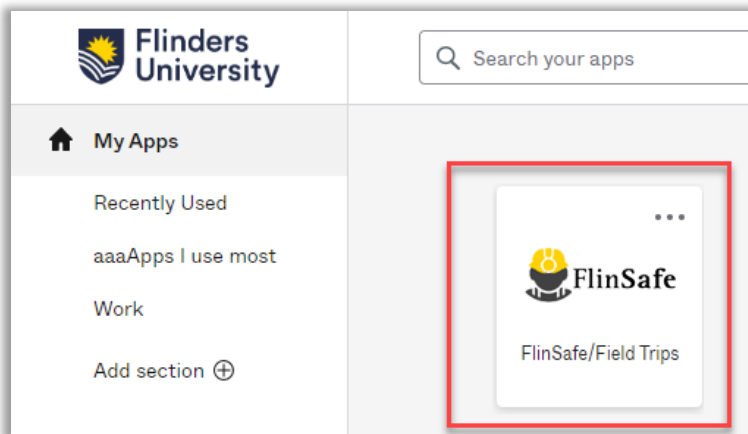 Flinders
University
Search your apps
My Apps
Recently Used
aaaApps I use most
Work
Add section
FlinSafe
FlinSafe/Field Trips